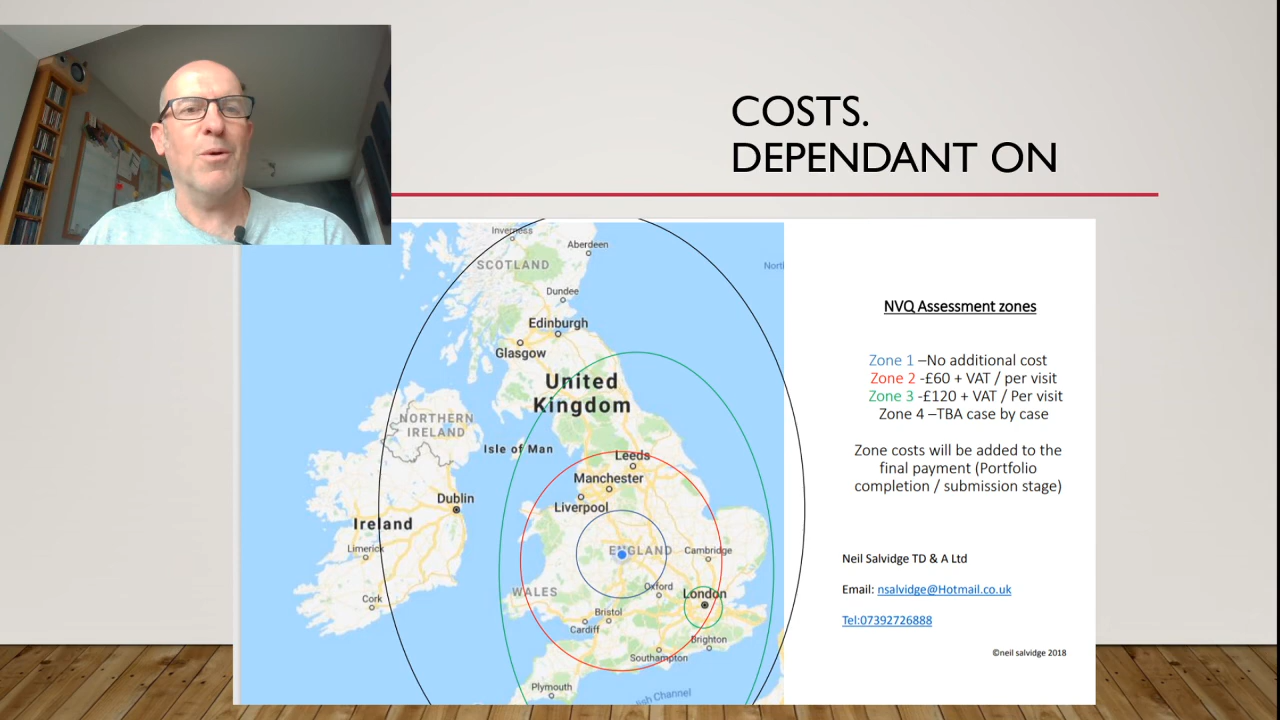 COSTS.
DEPENDANT ON
Inverness
Aberdeen
SCOTLAND
North
Dundee
Edinburgh
Glasgow
United
Kingdom
NORTHERN
IRELAND
Isle of Man
Leeds
Manchester
Dublin
Liverpool
Ireland
ENGLAND
Cambridge
Limerick
Oxford
WALES
London
Cork
Bristol
Cardiff
Brighton
Southampton
Plymouth
ish Channel
NVQ Assessment zones
Zone 1 –No additional cost
Zone 2 -£60 + VAT / per visit
Zone 3 -£120 + VAT / Per visit
Zone 4 –TBA case by case
Zone costs will be added to the
final payment (Portfolio
completion / submission stage)
Neil Salvidge TD & A Ltd
Email: nsalvidge@Hotmail.co.uk
Tel:07392726888
©neil salvidge 2018